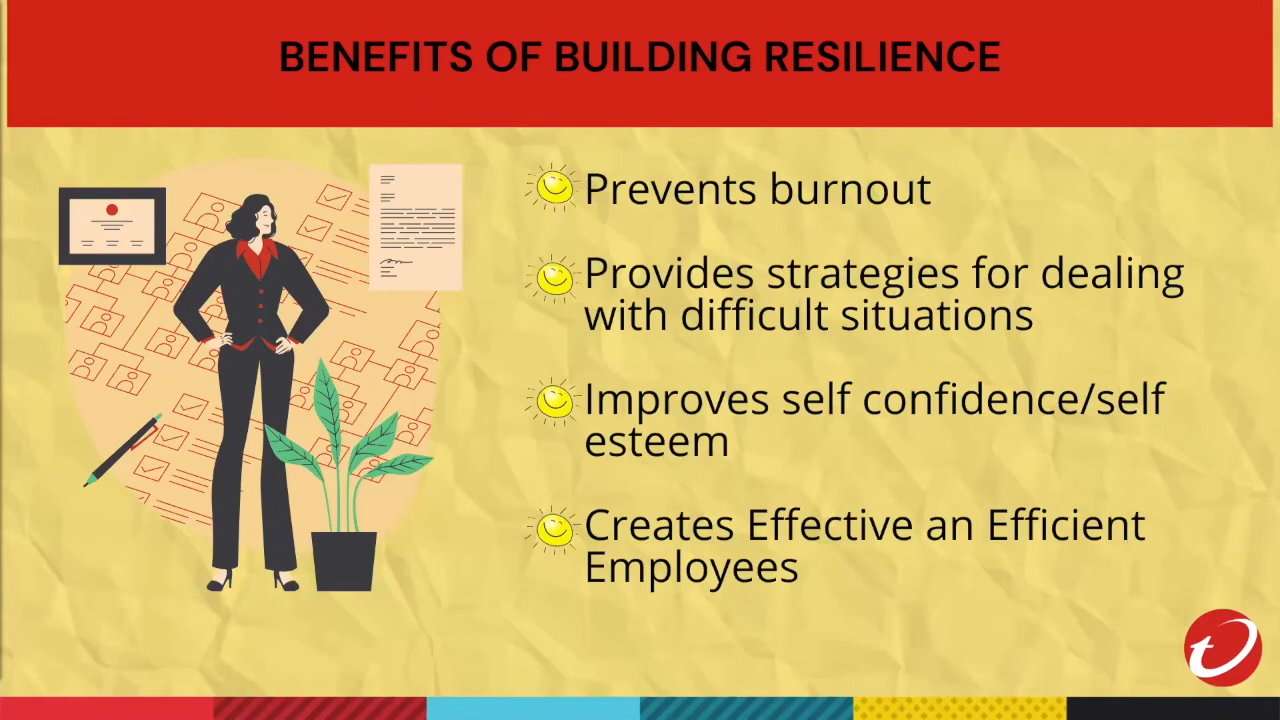 BENEFITS OF BUILDING RESILIENCE
Prevents burnout
Provides strategies for dealing
with difficult situations
Improves self confidence/self
esteem
Creates Effective an Efficient
Employees